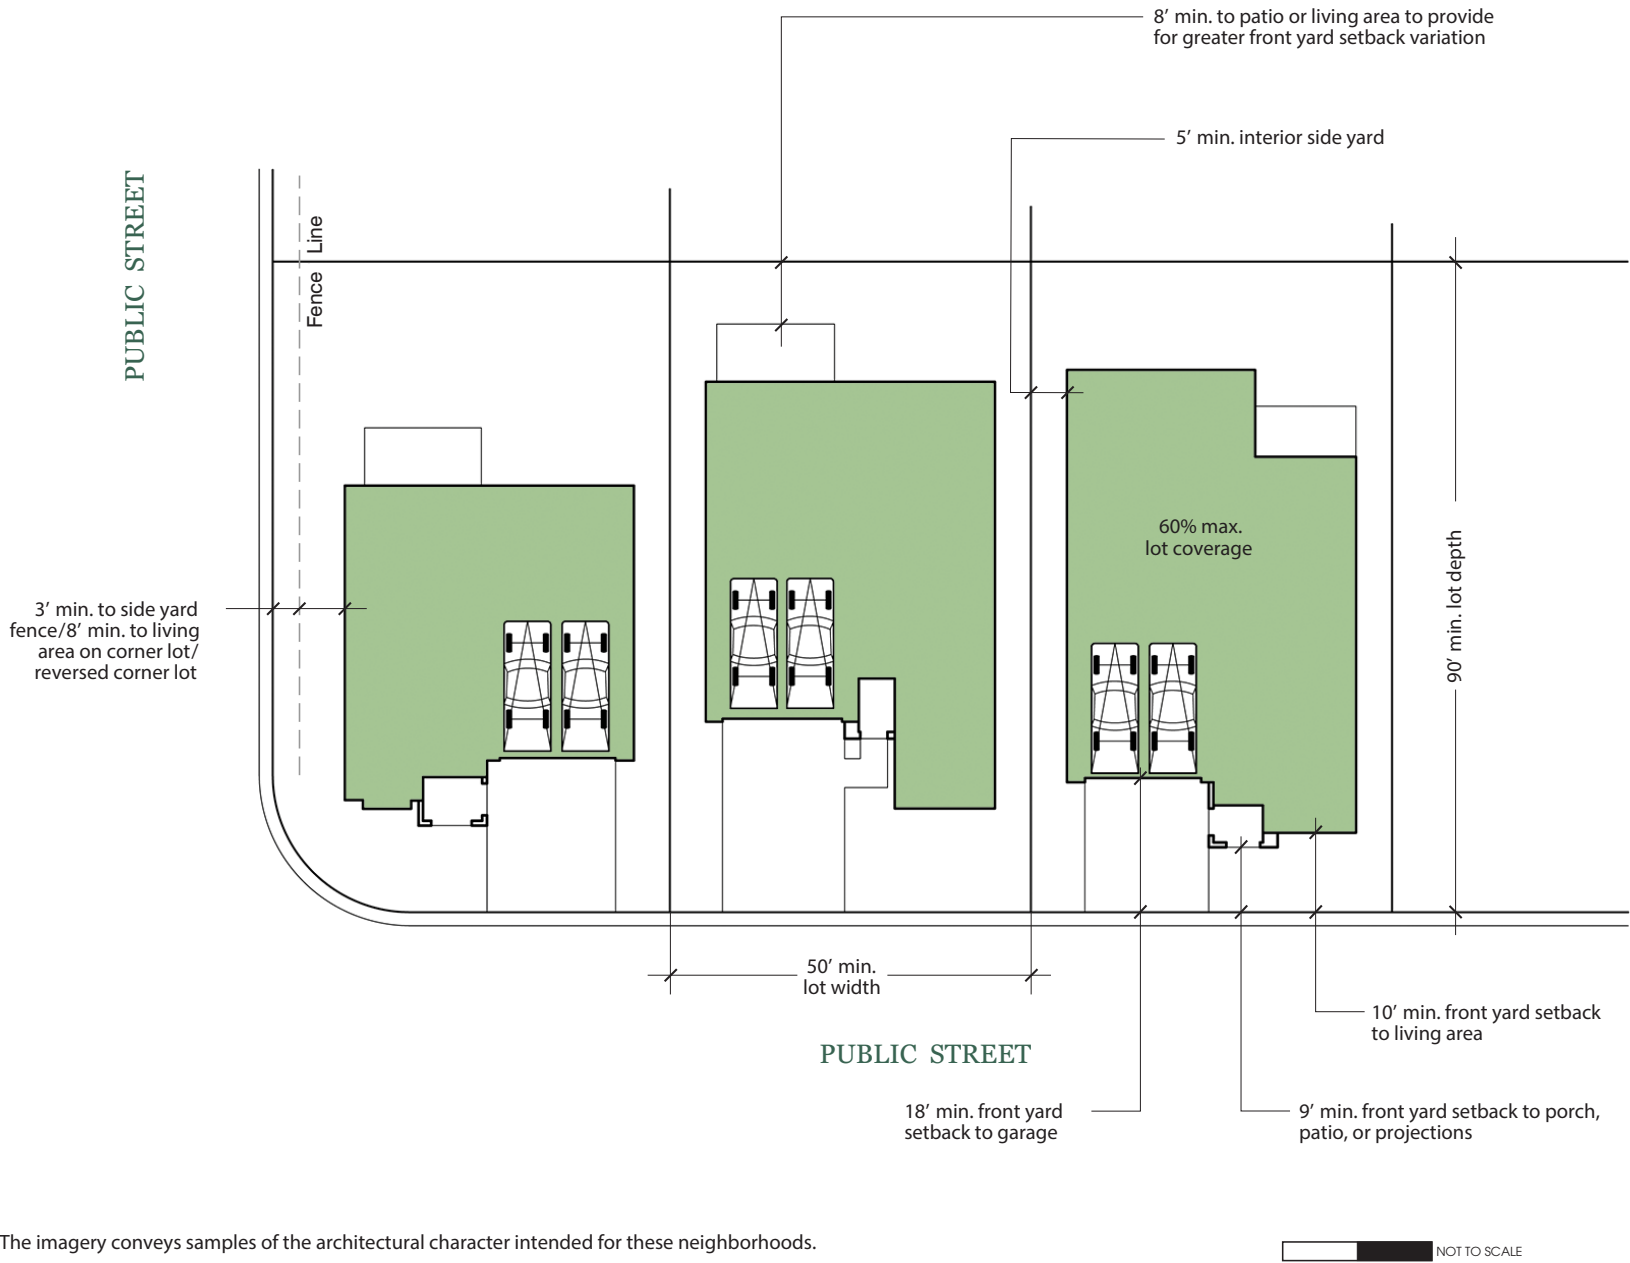 8’ min. to patio or living area to provide
for greater front yard setback variation
5’ min. interior side yard
PUBLIC STREET
Fence Line
60% max.
lot coverage
90’ min. lot depth
3’ min. to side yard
fence/8’ min. to living
area on corner lot/
reversed corner lot
50’ min.
lot width
10’ min. front yard setback
to living area
PUBLIC STREET
18’ min. front yard
setback to garage
9’ min. front yard setback to porch,
patio, or projections
The imagery conveys samples of the architectural character intended for these neighborhoods.
NOT TO SCALE